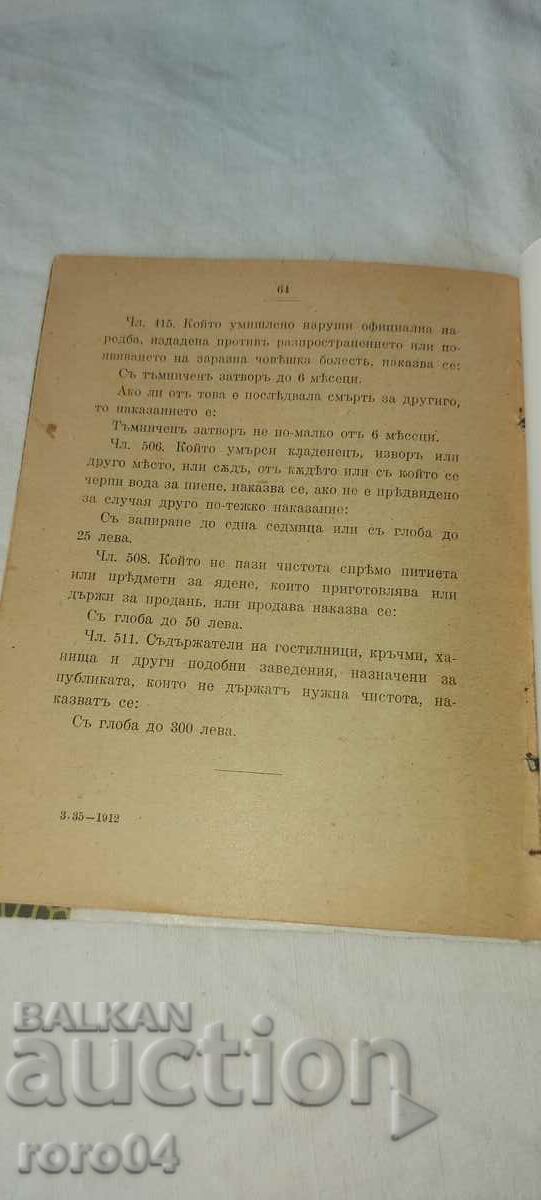 64
Чл. 415. Който умишлено наруши официална на-
редба, издадена противъ разпространението или по-
явяването на заразна човѣшка болесть, наказва се:
Съ тъмниченъ затворъ до 6 мѣсеци.
Ако ли отъ това е послѣдвала смърть за другиго,
то наказанието е:
Тъмниченъ затворъ не по-малко отъ 6 мѣсеци.
Чл. 506. Който умърси кладенецъ, изворъ или
друго мѣсто, или сѫдъ, отъ кѫдѣто или съ който се
черпи вода за пиене, наказва се, ако не е прѣдвидено
за случая друго по-тежко наказание:
Съ запиране до една седмица или съ глоба до
25 лева.
Чл. 508. Който не пази чистота спрѣмо питиета
или прѣдмети за ядене, които приготовлява или
държи за проданъ, или продава наказва се:
Съ глоба до 50 лева.
Чл. 511. Съдържатели на гостилници, кръчми, ха-
нища и други подобни заведения, назначени за
публиката, които не държатъ нужна чистота, на-
казватъ се:
Съ глоба до 300 лева.
3·35—1912
BALKAN
auction
roro04